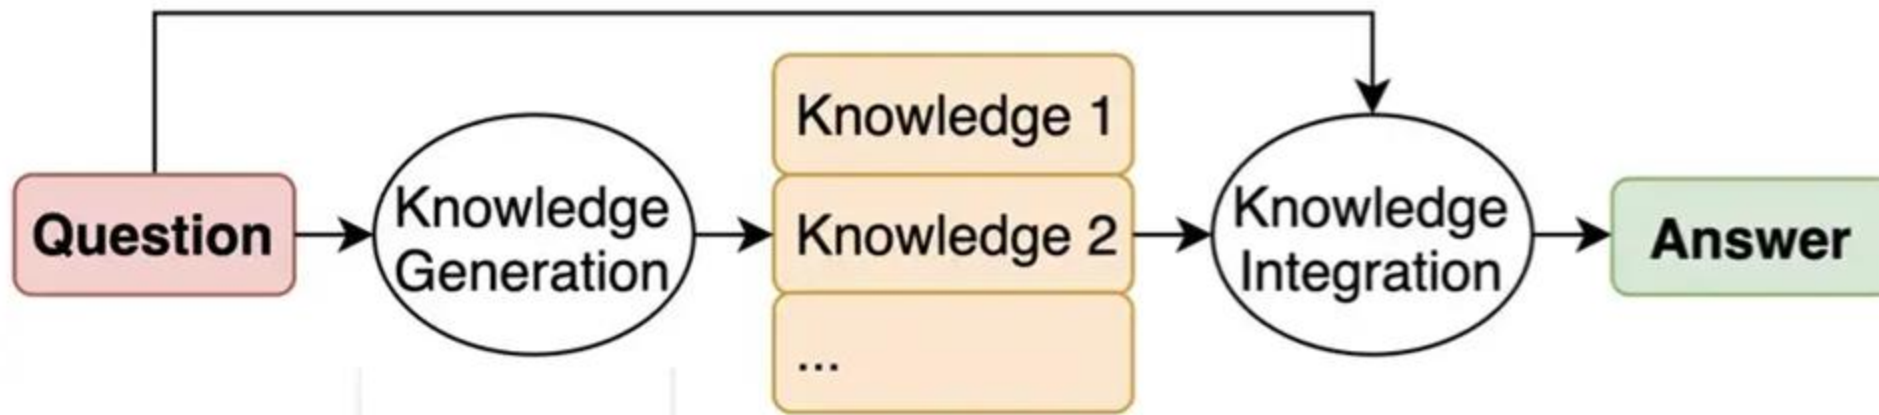 Question
Knowledge
Generation
Knowledge 1
Knowledge 2
...
Knowledge
Integration
Answer